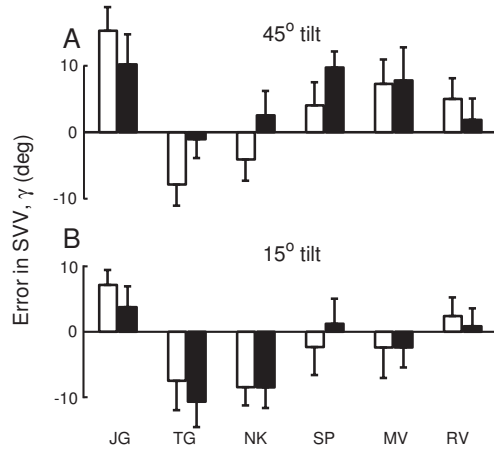 A
45° tilt
10
0
-10
Error in SVV, γ (deg)
B
15° tilt
10
0
-10
JG TG NK SP MV RV